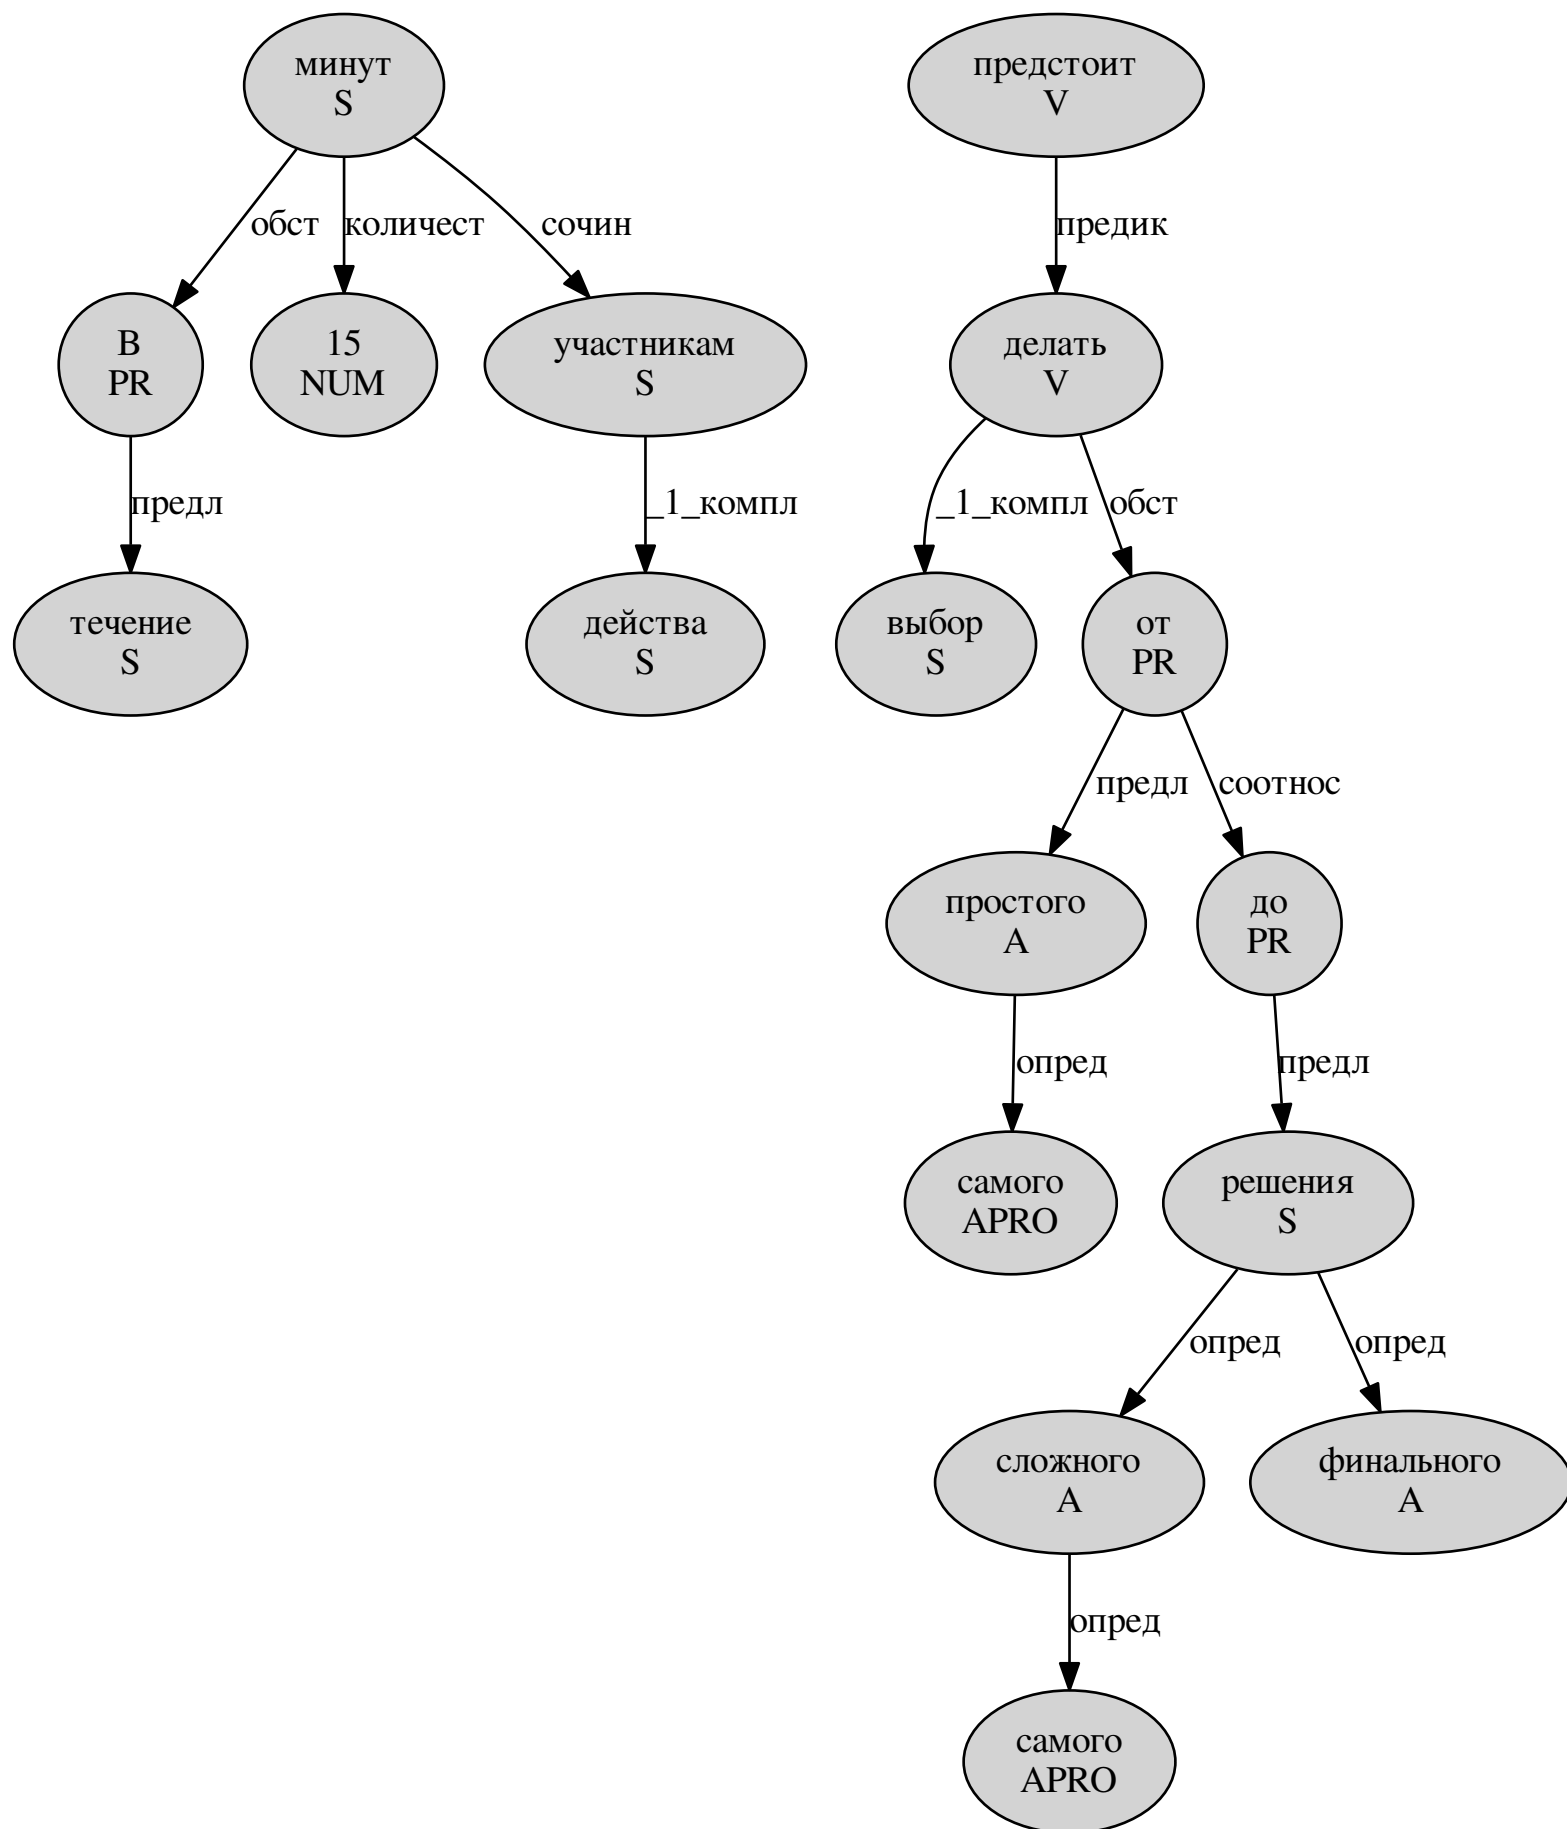 минут
S
предстоит
V
обст
количест
сочин
предик
В
PR
15
NUM
участникам
S
делать
V
предл
_1_компл
_1_компл
обст
течение
S
действа
S
выбор
S
от
PR
предл
соотнос
простого
A
до
PR
опред
предл
самого
APRO
решения
S
опред
опред
сложного
A
финального
A
опред
самого
APRO